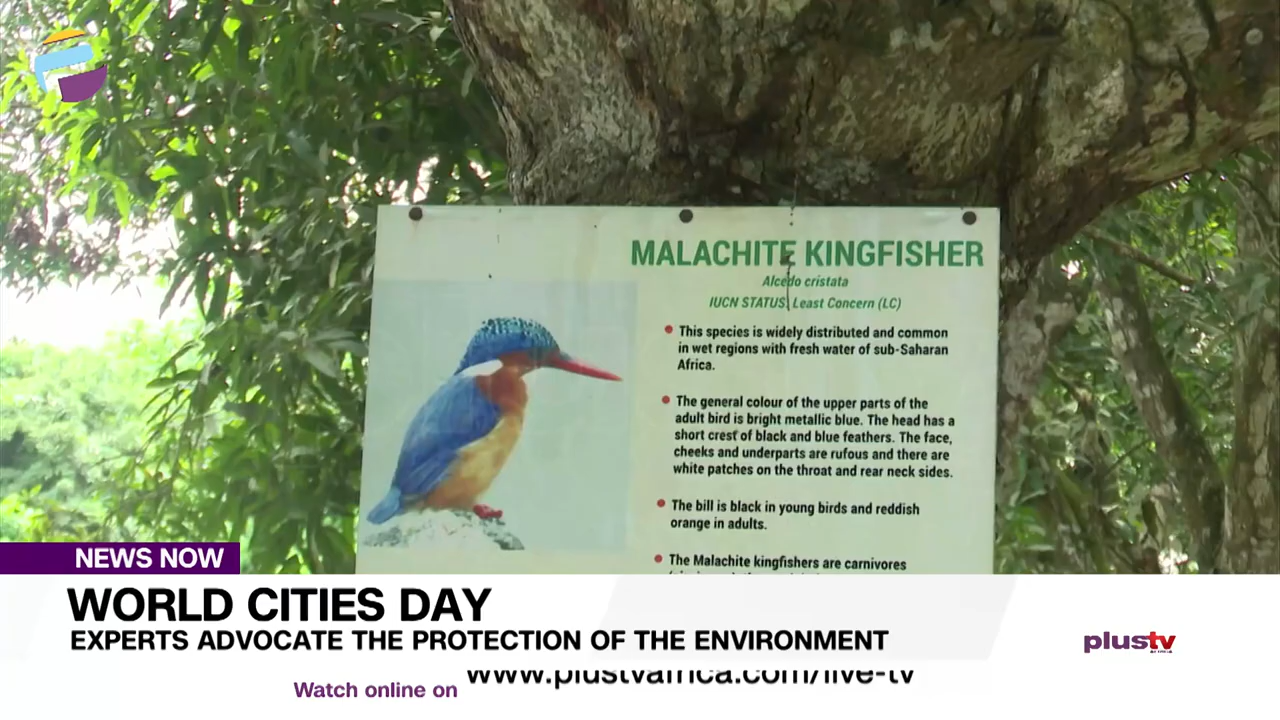 MALACHITE KINGFISHER
Alcedo cristata
IUCN STATUS: Least Concern (LC)
This species is widely distributed and common
in wet regions with fresh water of sub-Saharan
Africa.
The general colour of the upper parts of the
adult bird is bright metallic blue. The head has a
short crest of black and blue feathers. The face,
cheeks and underparts are rufous and there are
white patches on the throat and rear neck sides.
The bill is black in young birds and reddish
orange in adults.
The Malachite kingfishers are carnivores
NEWS NOW
WORLD CITIES DAY
EXPERTS ADVOCATE THE PROTECTION OF THE ENVIRONMENT
plustv
Watch online on www.plustvafrica.com/live-tv